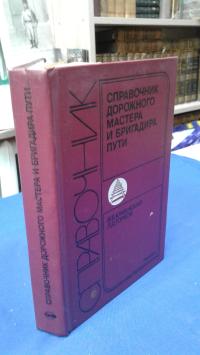 СПРАВОЧНИК
СПРАВОЧНИК
ДОРОЖНОГО
МАСТЕРА
И БРИГАДИРА
ПУТИ
СПРАВОЧНИК ДОРОЖНОГО МАСТЕРА И БРИГАДИРА ПУТИ